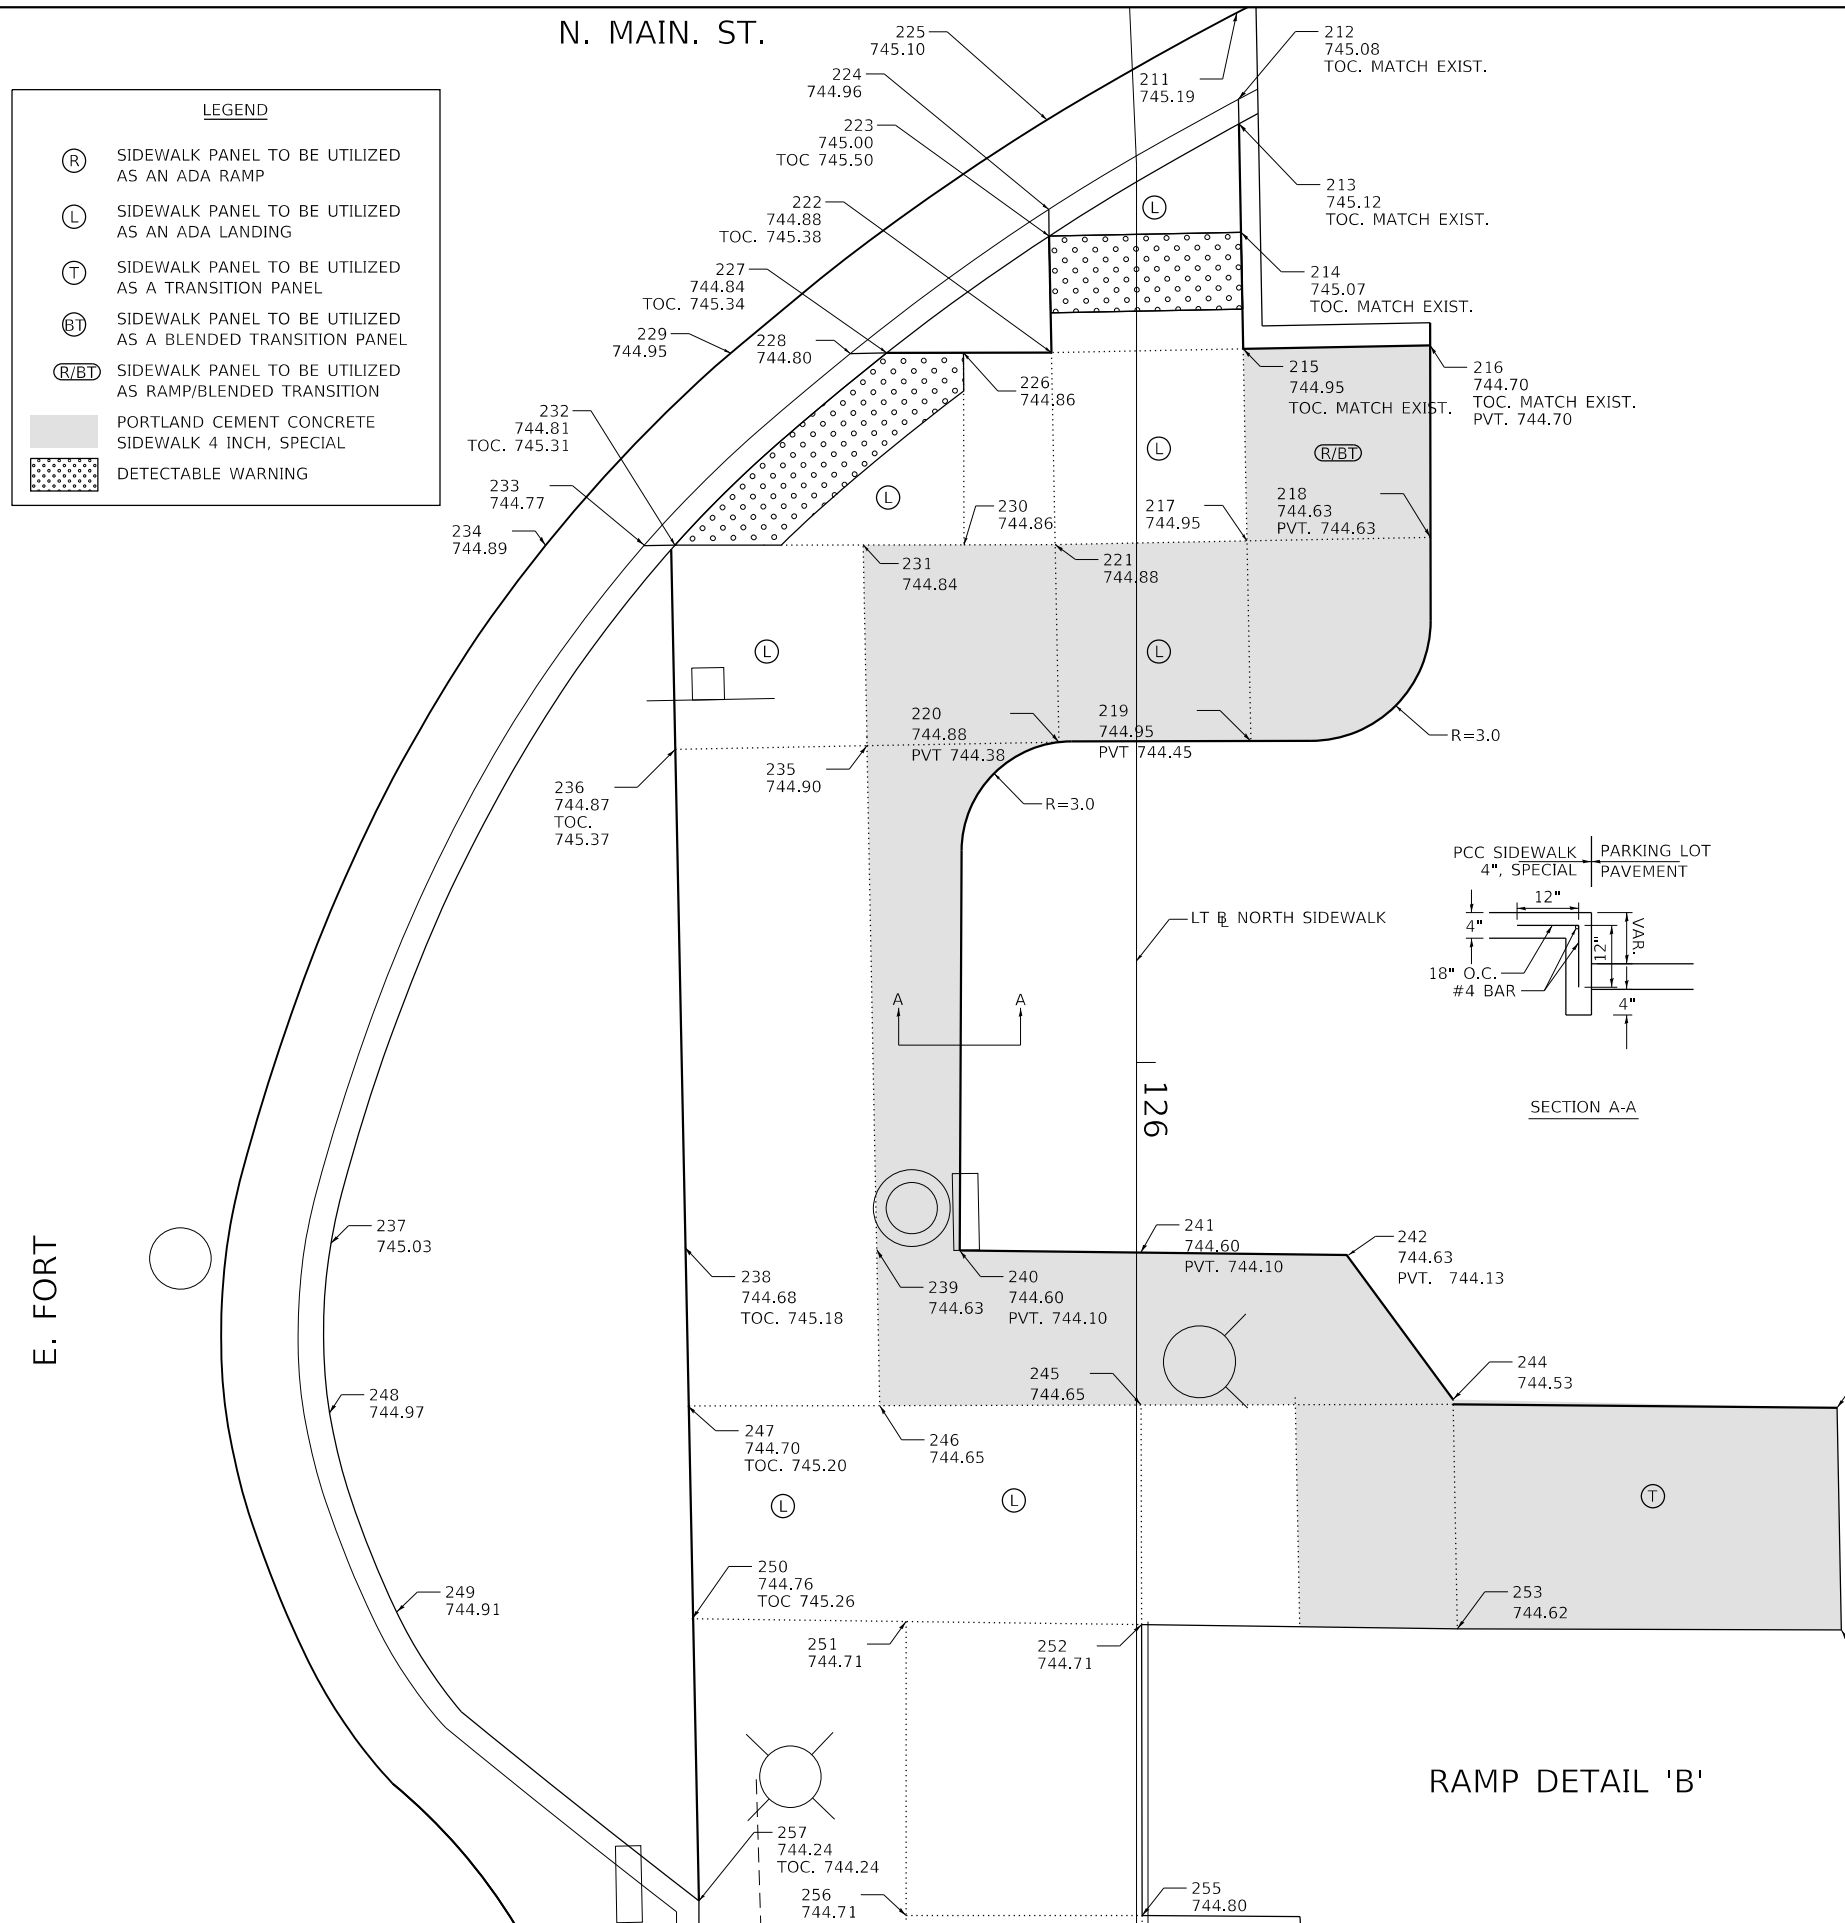 N. MAIN. ST.
LEGEND
R SIDEWALK PANEL TO BE UTILIZED
AS AN ADA RAMP
L SIDEWALK PANEL TO BE UTILIZED
AS AN ADA LANDING
T SIDEWALK PANEL TO BE UTILIZED
AS A TRANSITION PANEL
BT SIDEWALK PANEL TO BE UTILIZED
AS A BLENDED TRANSITION PANEL
R/BT SIDEWALK PANEL TO BE UTILIZED
AS RAMP/BLENDED TRANSITION
PORTLAND CEMENT CONCRETE
SIDEWALK 4 INCH, SPECIAL
DETECTABLE WARNING
225
745.10
224
744.96
223
745.00
TOC 745.50
222
744.88
TOC. 745.38
227
744.84
TOC. 745.34
229
744.95
228
744.80
232
744.81
TOC. 745.31
233
744.77
234
744.89
211
745.19
212
745.08
TOC. MATCH EXIST.
213
745.12
TOC. MATCH EXIST.
214
745.07
TOC. MATCH EXIST.
215
744.95
TOC. MATCH EXIST.
216
744.70
TOC. MATCH EXIST.
PVT. 744.70
L
226
744.86
L
R/BT
L
230
744.86
217
744.95
218
744.63
PVT. 744.63
231
744.84
221
744.88
L
L
220
744.88
PVT 744.38
219
744.95
PVT 744.45
R=3.0
235
744.90
236
744.87
TOC.
745.37
R=3.0
LT BL NORTH SIDEWALK
PCC SIDEWALK
4", SPECIAL
PARKING LOT
PAVEMENT
12"
4"
12"
VAR.
18" O.C.
#4 BAR
4"
SECTION A-A
A A
126
E. FORT
237
745.03
238
744.68
TOC. 745.18
239
744.63
240
744.60
PVT. 744.10
241
744.60
PVT. 744.10
242
744.63
PVT. 744.13
244
744.53
245
744.65
248
744.97
247
744.70
TOC. 745.20
246
744.65
L
L
T
249
744.91
250
744.76
TOC 745.26
251
744.71
252
744.71
253
744.62
RAMP DETAIL 'B'
257
744.24
TOC. 744.24
256
744.71
255
744.80